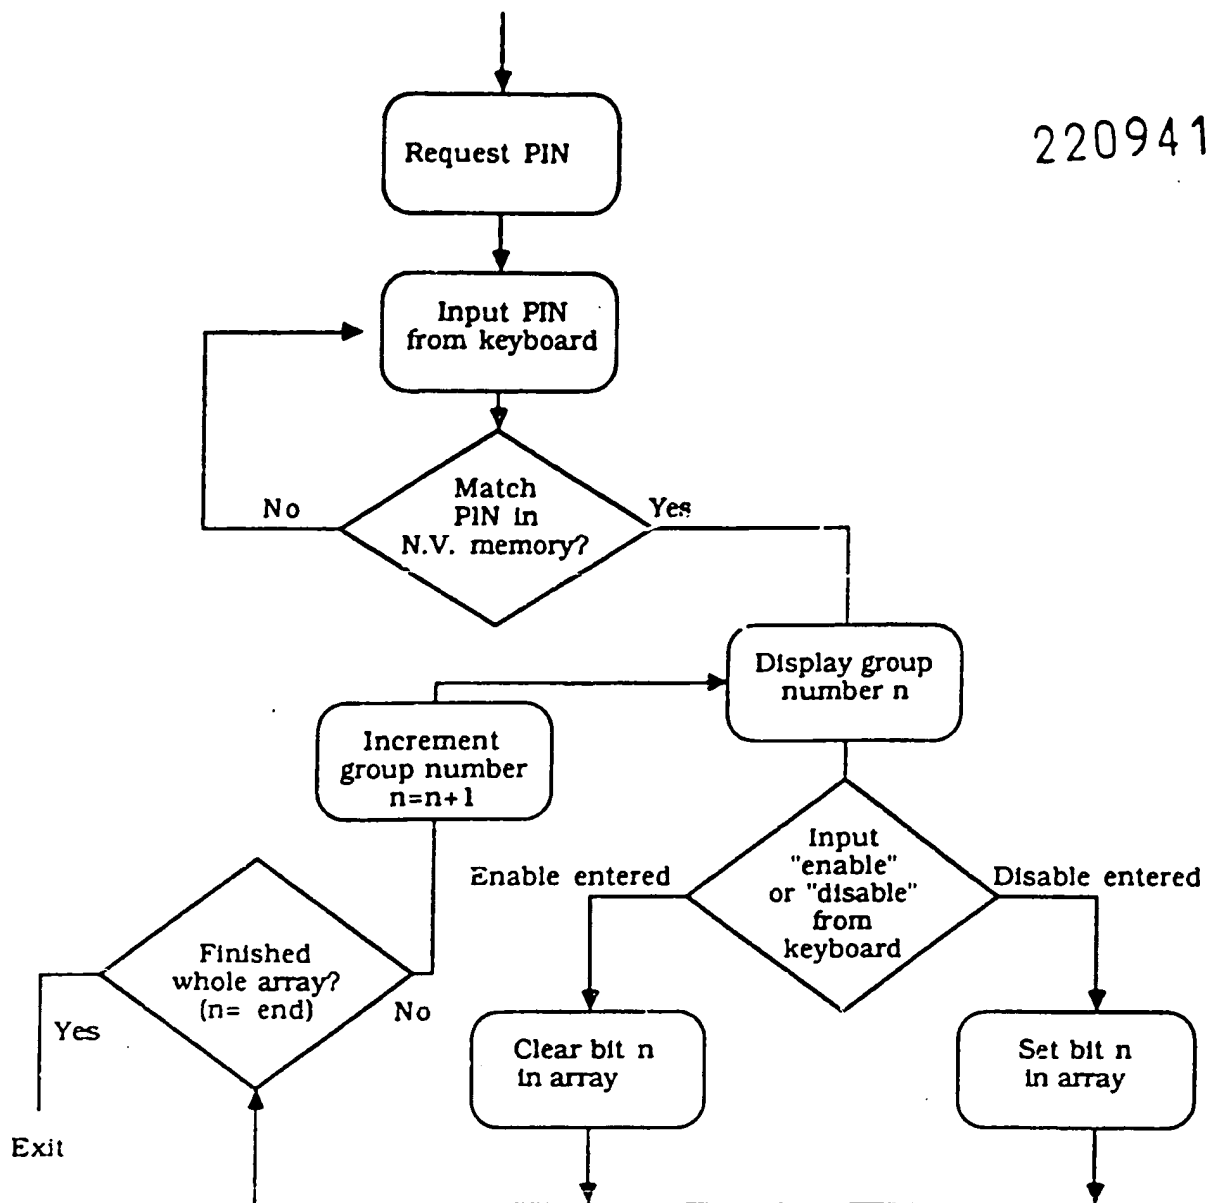 220941
Request PIN
Input PIN
from keyboard
Match
PIN in
N.V. memory?
No
Yes
Display group
number n
Increment
group number
n=n+1
Input
"enable"
or "disable"
from
keyboard
Enable entered
Disable entered
Finished
whole array?
(n= end)
Yes
No
Clear bit n
in array
Set bit n
in array
Exit